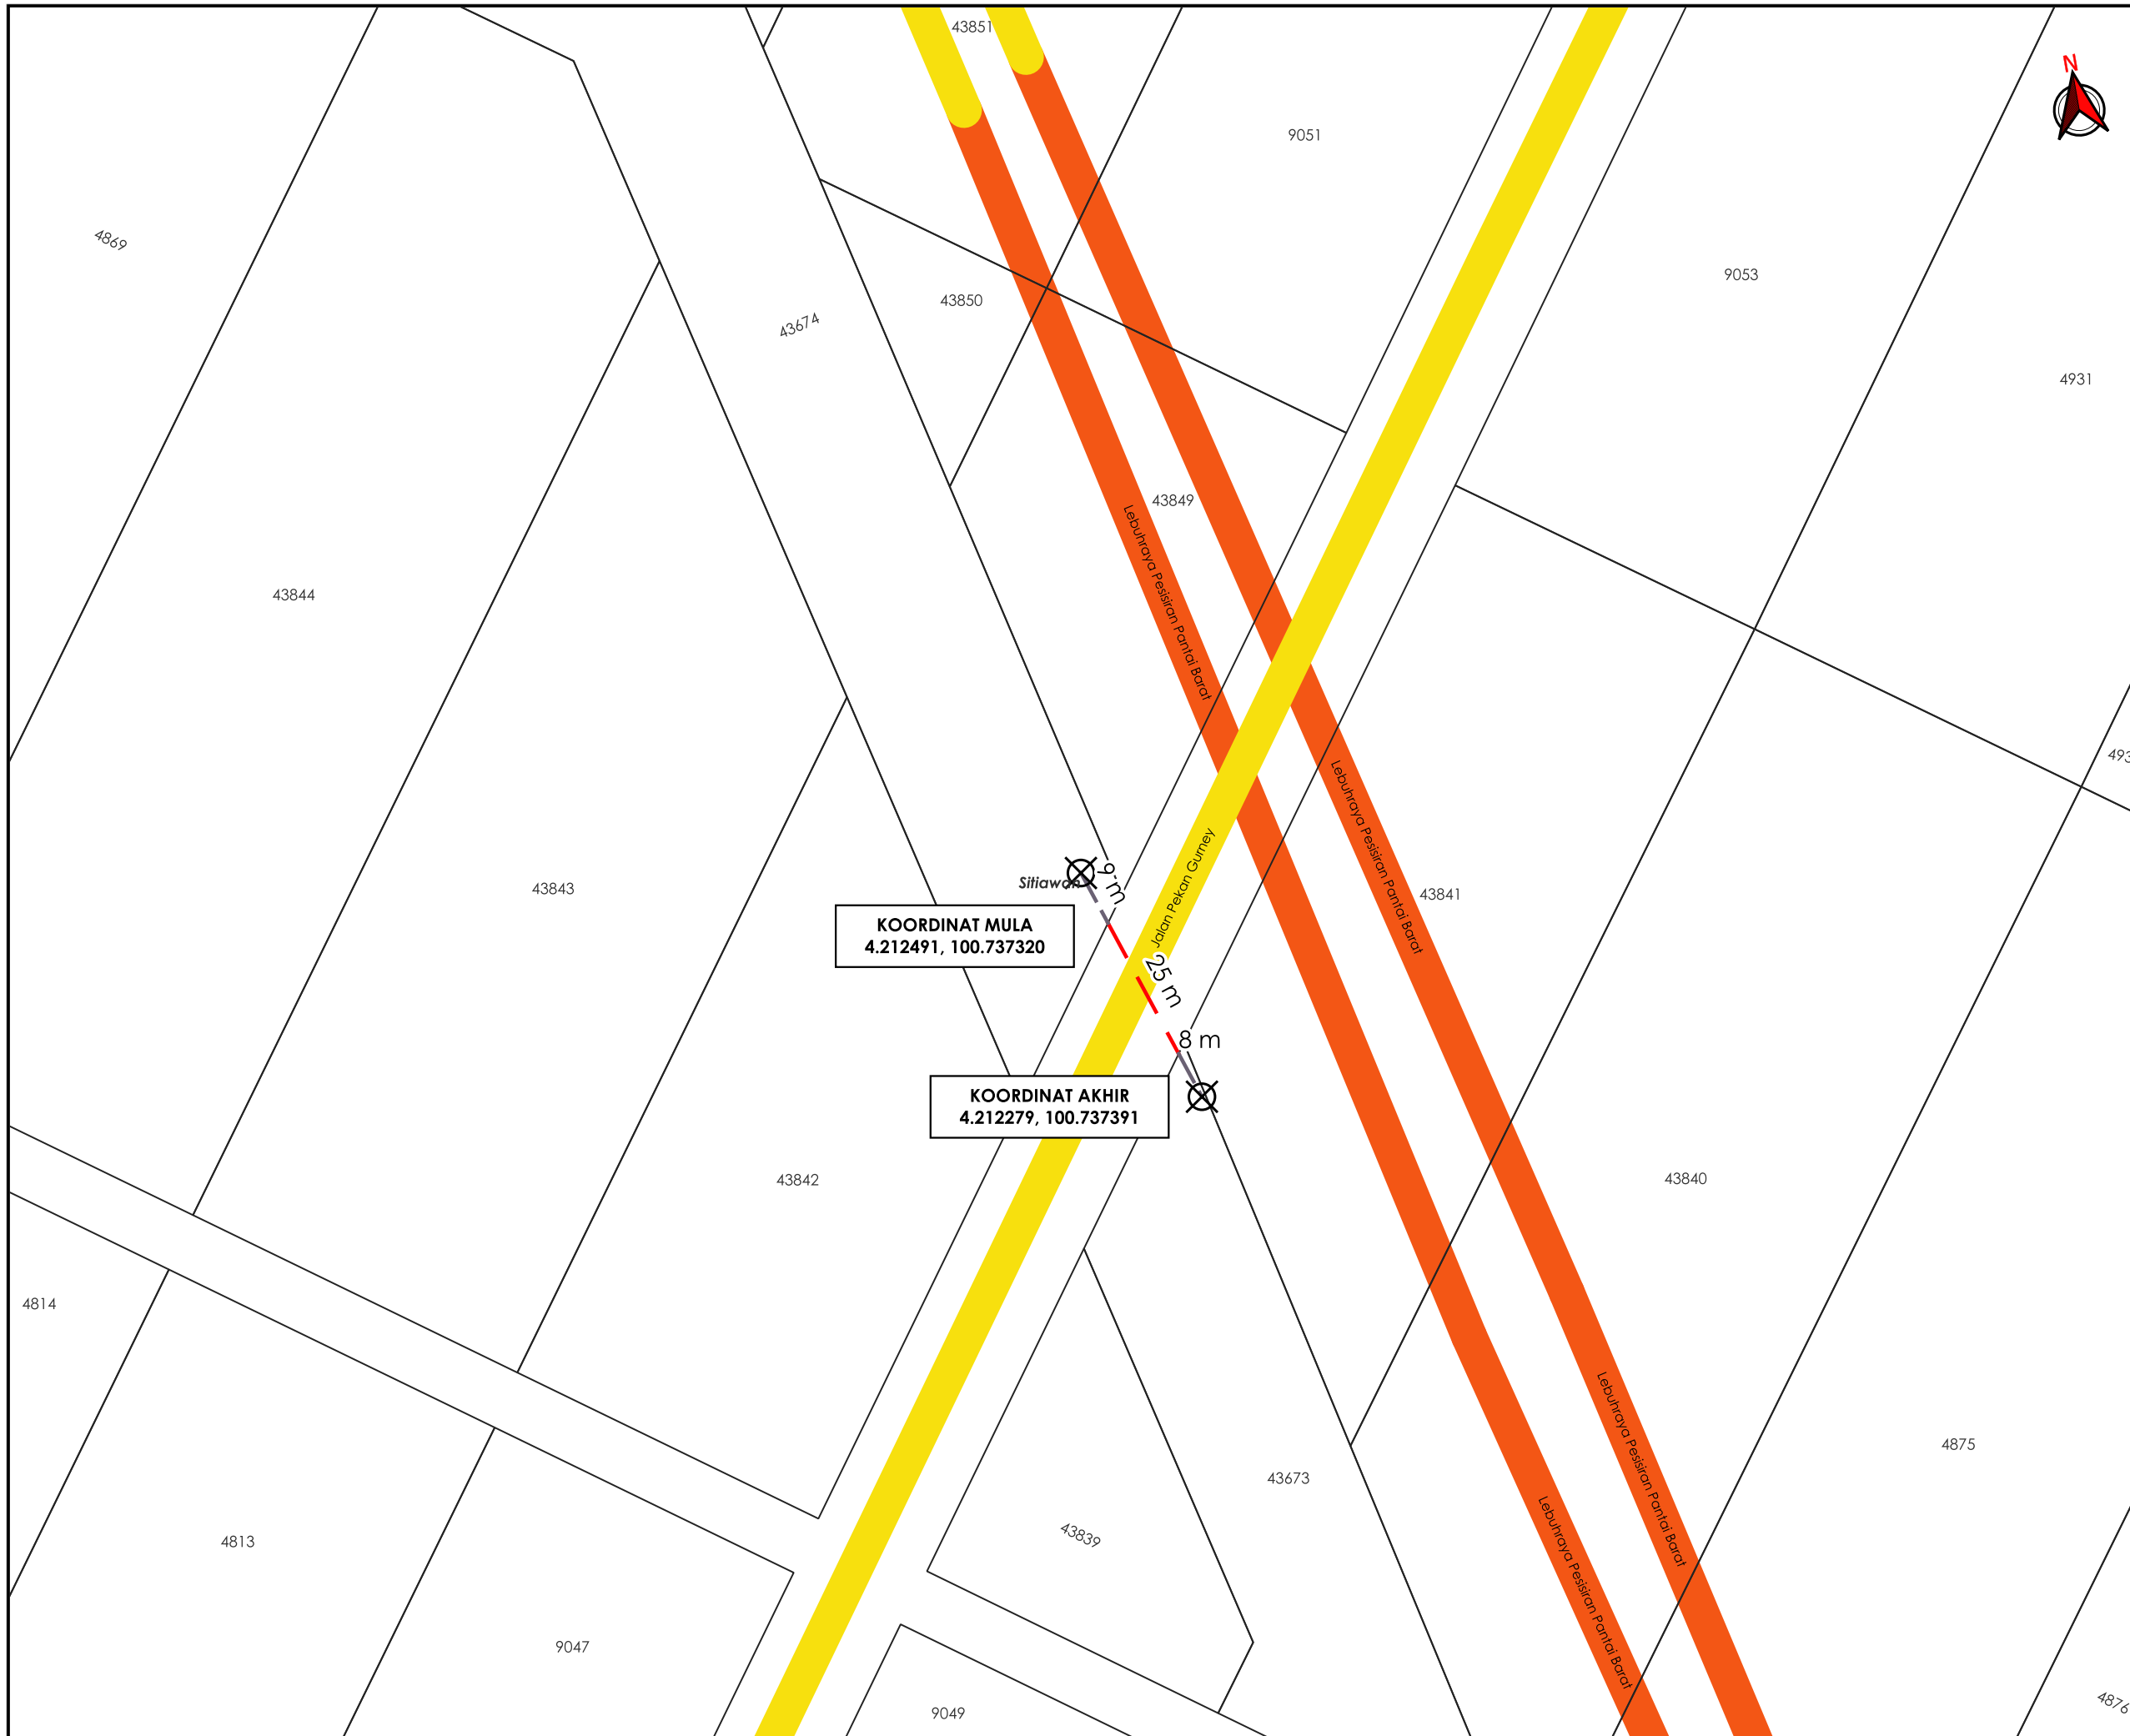 43851
N
9051
4869
9053
43850
43674
4931
43849
Lebuhraya Pesisiran Pantai Barat
43844
Lebuhraya Pesisiran Pantai Barat
Jalan Pekan Gurney
43843
Sitiawan
9 m
43841
KOORDINAT MULA
4.212491, 100.737320
25 m
8 m
KOORDINAT AKHIR
4.212279, 100.737391
43842
43840
4814
Lebuhraya Pesisiran Pantai Barat
4875
43673
Lebuhraya Pesisiran Pantai Barat
43839
4813
9047
4876
9049